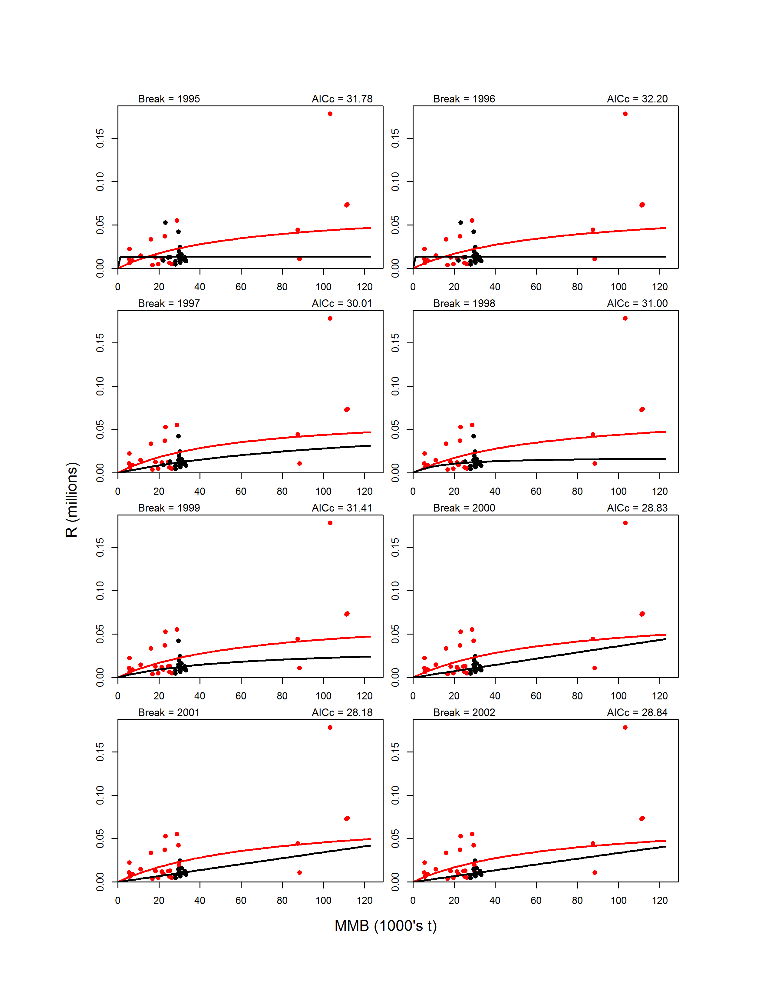 Break = 1995 AICc = 31.78
Break = 1996 AICc = 32.20
0.00 0.05 0.10 0.15
0.00 0.05 0.10 0.15
0 20 40 60 80 100 120
0 20 40 60 80 100 120
Break = 1997 AICc = 30.01
Break = 1998 AICc = 31.00
0.00 0.05 0.10 0.15
0.00 0.05 0.10 0.15
0 20 40 60 80 100 120
0 20 40 60 80 100 120
R (millions)
Break = 1999 AICc = 31.41
Break = 2000 AICc = 28.83
0.00 0.05 0.10 0.15
0.00 0.05 0.10 0.15
0 20 40 60 80 100 120
0 20 40 60 80 100 120
Break = 2001 AICc = 28.18
Break = 2002 AICc = 28.84
0.00 0.05 0.10 0.15
0.00 0.05 0.10 0.15
0 20 40 60 80 100 120
0 20 40 60 80 100 120
MMB (1000's t)